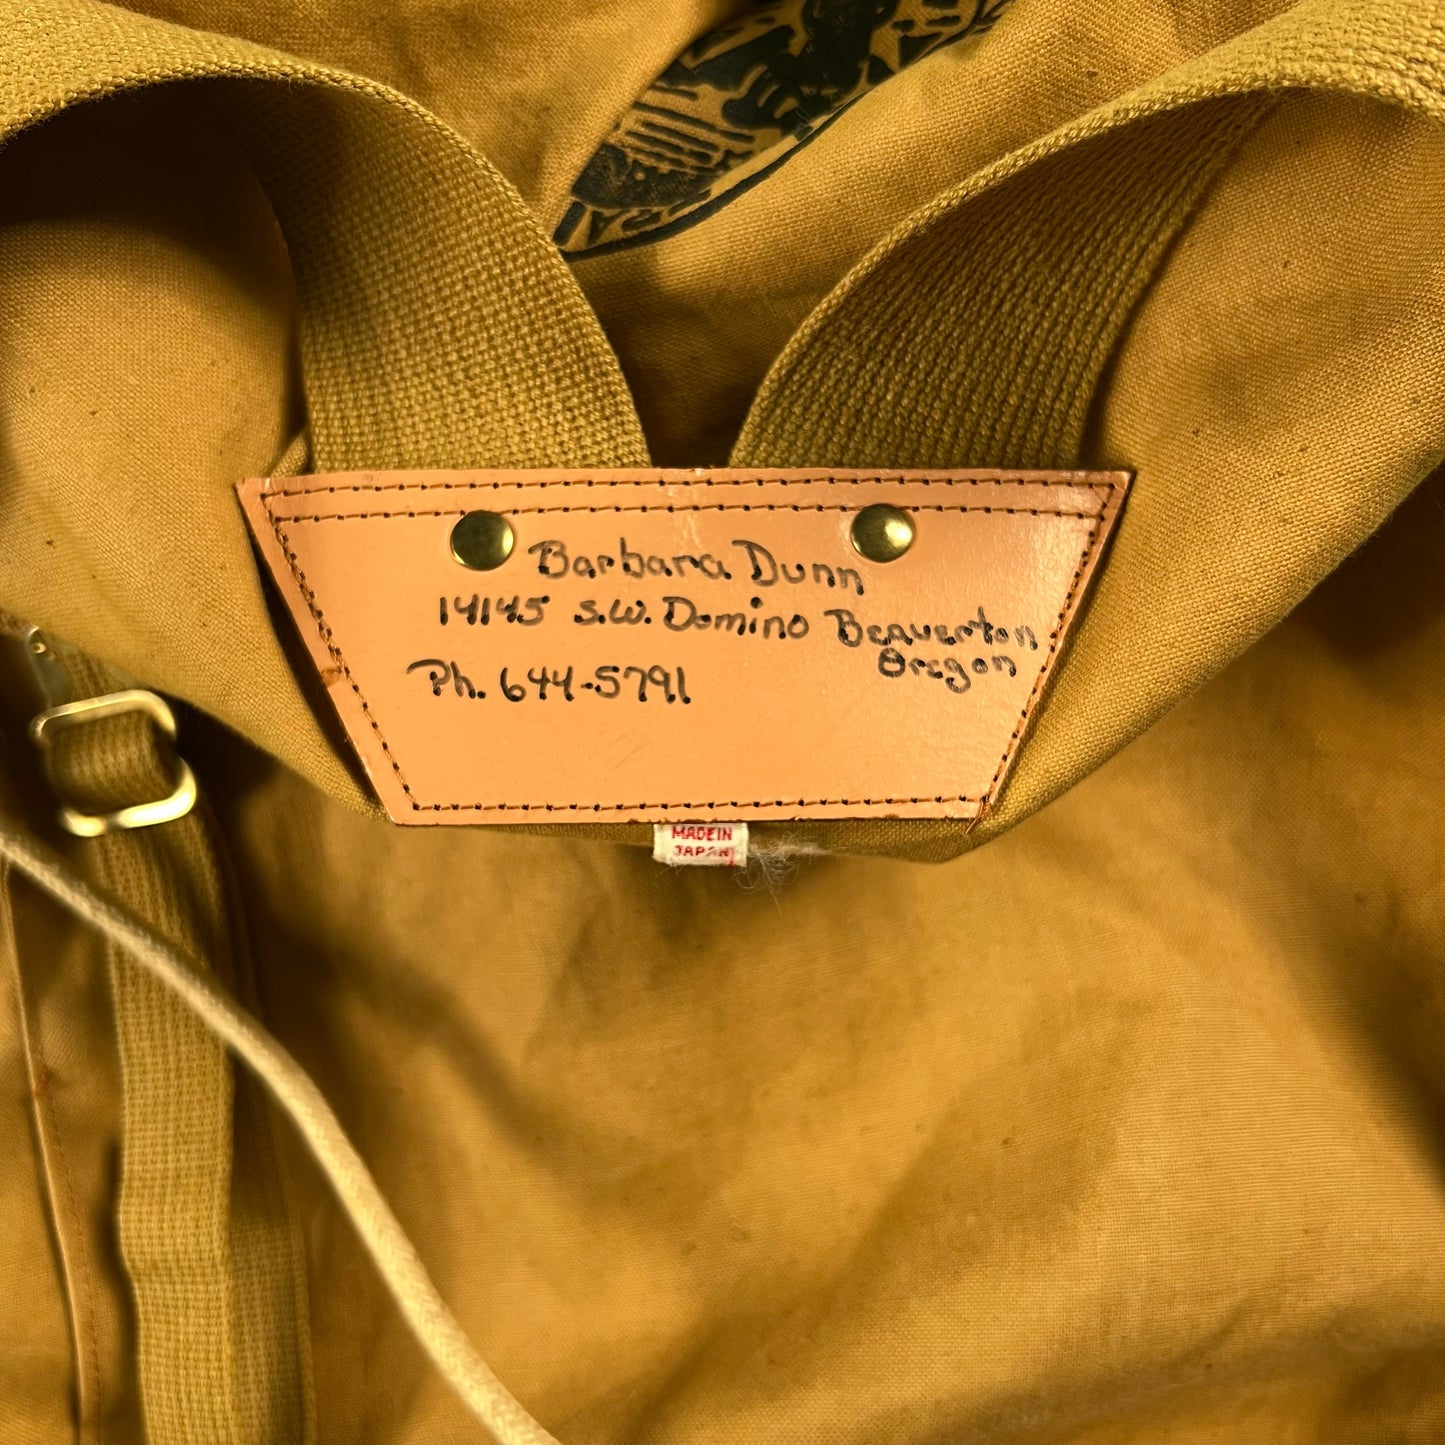 Barbara Dunn
14145 S.W. Domino Beaverton
Oregon
Ph. 644-5791
MADE IN
JAPAN